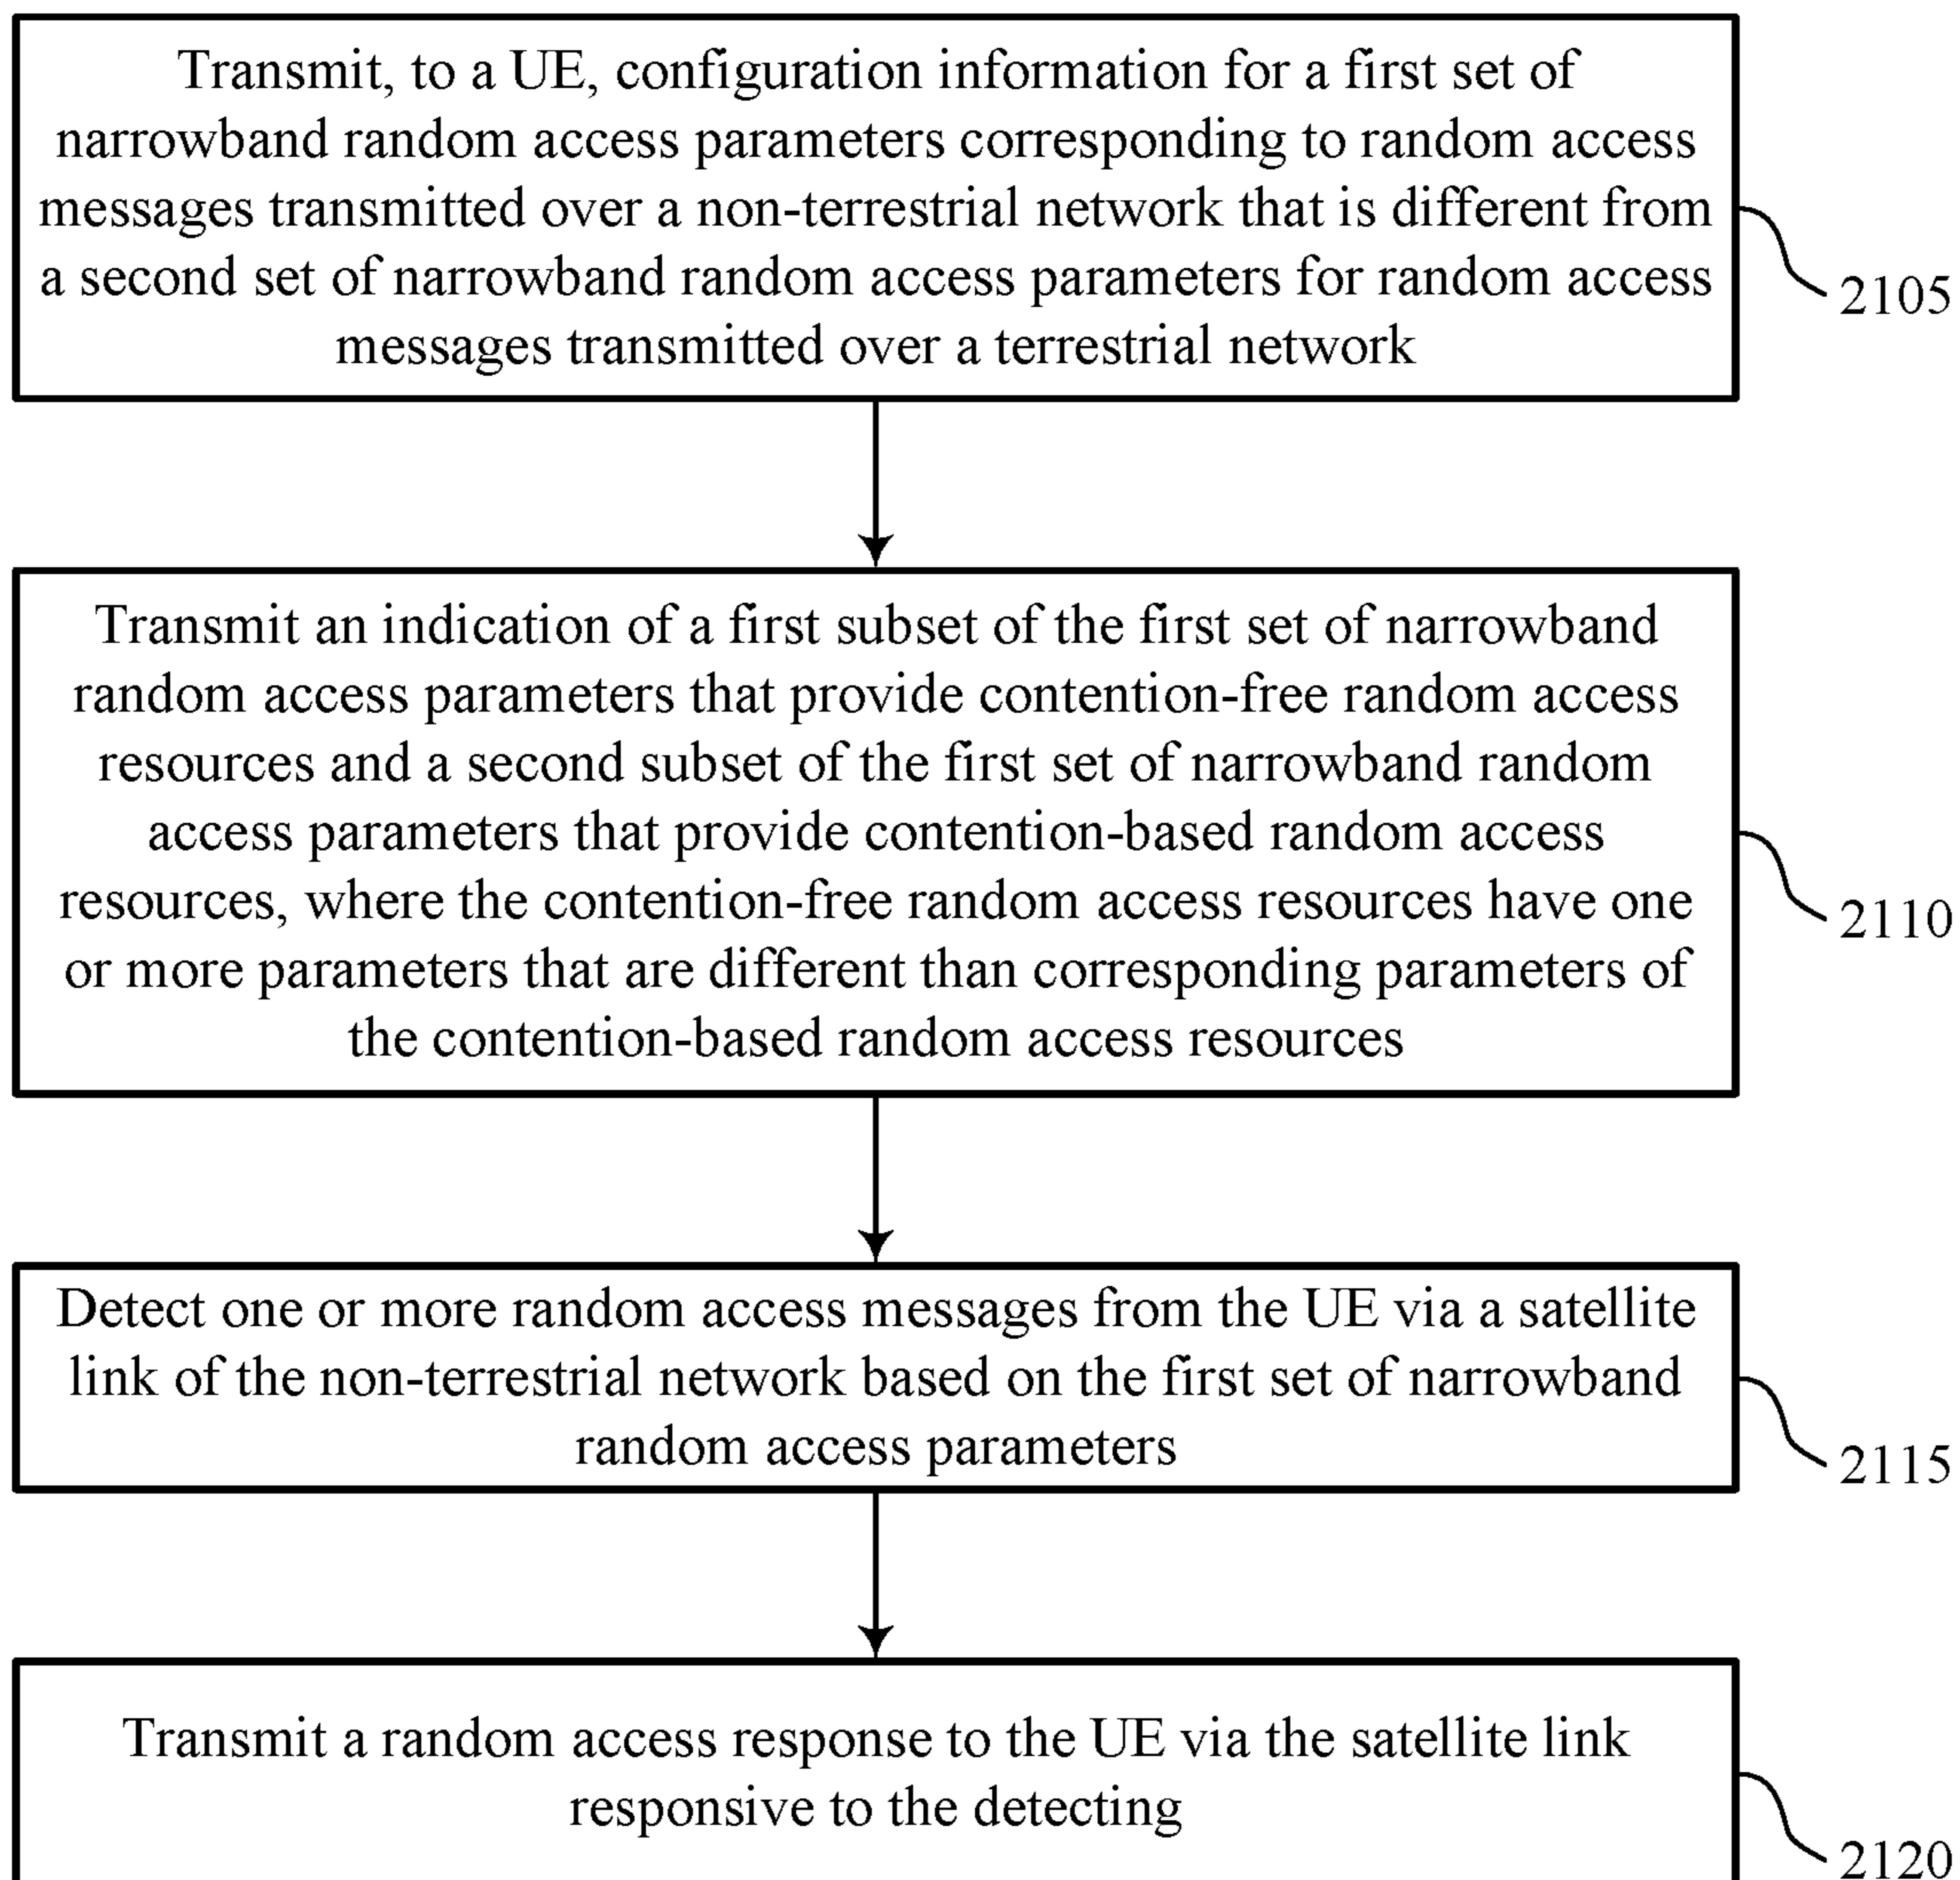 Transmit, to a UE, configuration information for a first set of
narrowband random access parameters corresponding to random access
messages transmitted over a non-terrestrial network that is different from
a second set of narrowband random access parameters for random access
messages transmitted over a terrestrial network
2105
Transmit an indication of a first subset of the first set of narrowband
random access parameters that provide contention-free random access
resources and a second subset of the first set of narrowband random
access parameters that provide contention-based random access
resources, where the contention-free random access resources have one
or more parameters that are different than corresponding parameters of
the contention-based random access resources
2110
Detect one or more random access messages from the UE via a satellite
link of the non-terrestrial network based on the first set of narrowband
random access parameters
2115
Transmit a random access response to the UE via the satellite link
responsive to the detecting
2120